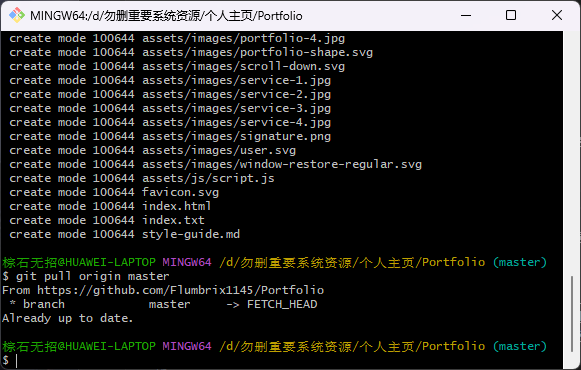 MINGW64:/d/勿删重要系统资源/个人主页/Portfolio
create mode 100644 assets/images/portfolio-4.jpg
create mode 100644 assets/images/portfolio-shape.svg
create mode 100644 assets/images/scroll-down.svg
create mode 100644 assets/images/service-1.jpg
create mode 100644 assets/images/service-2.jpg
create mode 100644 assets/images/service-3.jpg
create mode 100644 assets/images/service-4.jpg
create mode 100644 assets/images/signature.png
create mode 100644 assets/images/user.svg
create mode 100644 assets/images/window-restore-regular.svg
create mode 100644 assets/js/script.js
create mode 100644 favicon.svg
create mode 100644 index.html
create mode 100644 index.txt
create mode 100644 style-guide.md
棕石无招@HUAWEI-LAPTOP MINGW64 /d/勿删重要系统资源/个人主页/Portfolio (master)
$ git pull origin master
From https://github.com/Flumbrix1145/Portfolio
* branch            master     -> FETCH_HEAD
Already up to date.
棕石无招@HUAWEI-LAPTOP MINGW64 /d/勿删重要系统资源/个人主页/Portfolio (master)
$